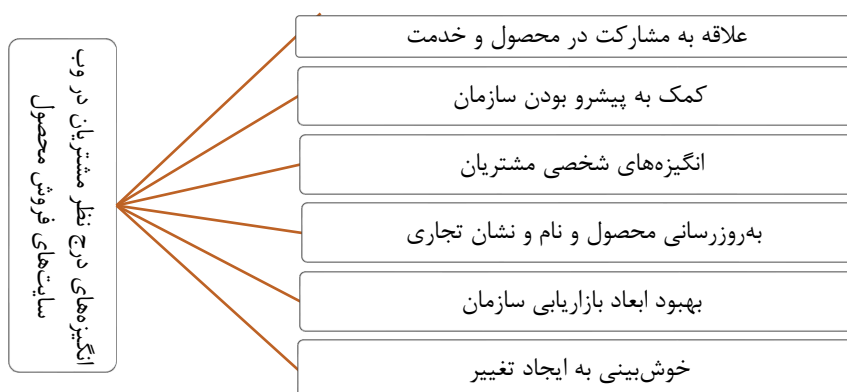 انگیزه‌های درج نظر مشتریان در وب
سایت‌های فروش محصول
علاقه به مشارکت در محصول و خدمت
کمک به پیشرو بودن سازمان
انگیزه‌های شخصی مشتریان
به‌روزرسانی محصول و نام و نشان تجاری
بهبود ابعاد بازاریابی سازمان
خوش‌بینی به ایجاد تغییر